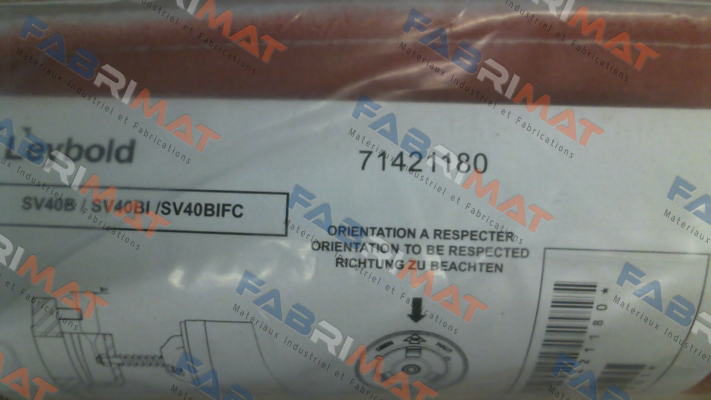 Leybold
71421180
SV40B / SV40BI /SV40BIFC
ORIENTATION A RESPECTER
ORIENTATION TO BE RESPECTED
RICHTUNG ZU BEACHTEN
21180*
FABRIMAT
Materiaux Industriel et Fabrications